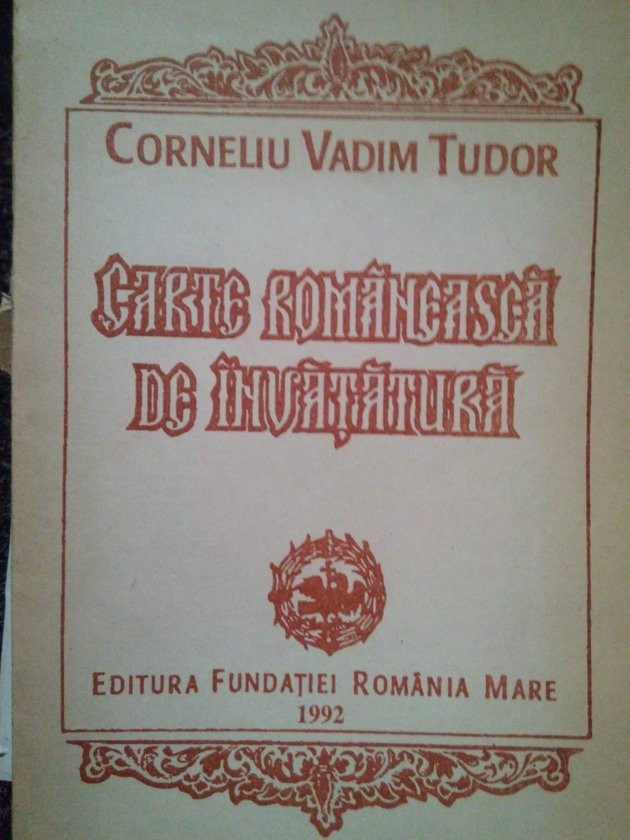 CORNELIU VADIM TUDOR
CARTE ROMÂNEASCĂ
DE ÎNVĂȚĂTURĂ
EDITURA FUNDAȚIEI ROMÂNIA MARE
1992